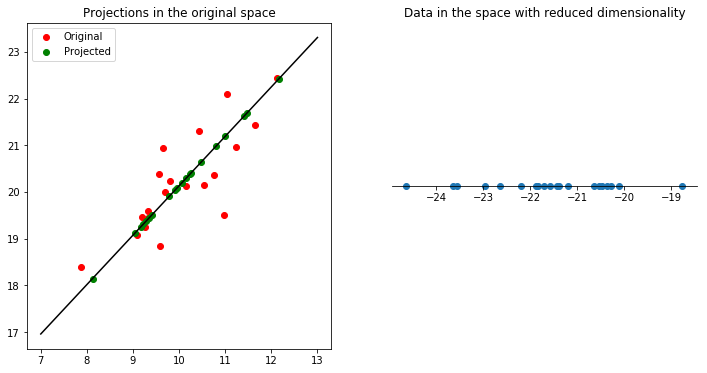 Projections in the original space
Data in the space with reduced dimensionality
Original
Projected
23
22
21
20
19
18
17
7 8 9 10 11 12 13
−24 −23 −22 −21 −20 −19